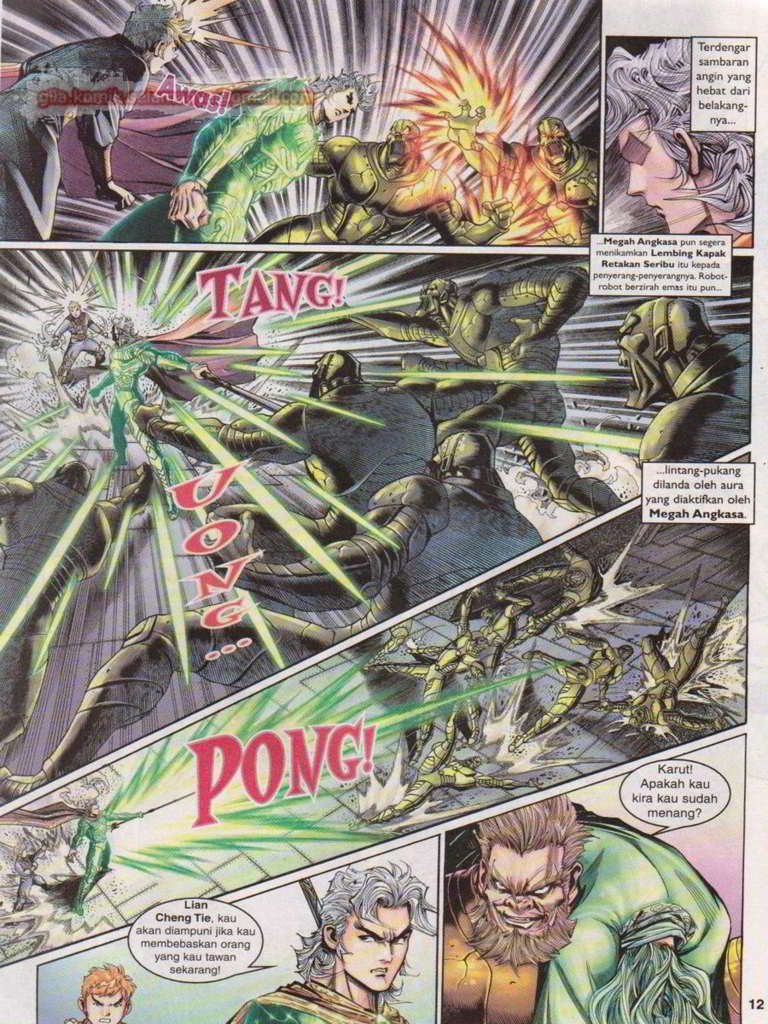 Awas!
Terdengar
sambaran
angin yang
hebat dari
belakang-
nya...
...Megah Angkasa pun segera
menikamkan Lembing Kapak
Retakan Seribu itu kepada
penyerang-penyerangnya. Robot-
robot berzirah emas itu pun...
TANG!
UONG...
...lintang-pukang
dilanda oleh aura
yang diaktifkan oleh
Megah Angkasa.
PONG!
Karut!
Apakah kau
kira kau sudah
menang?
Lian
Cheng Tie, kau
akan diampuni jika kau
membebaskan orang
yang kau tawan
sekarang!
12